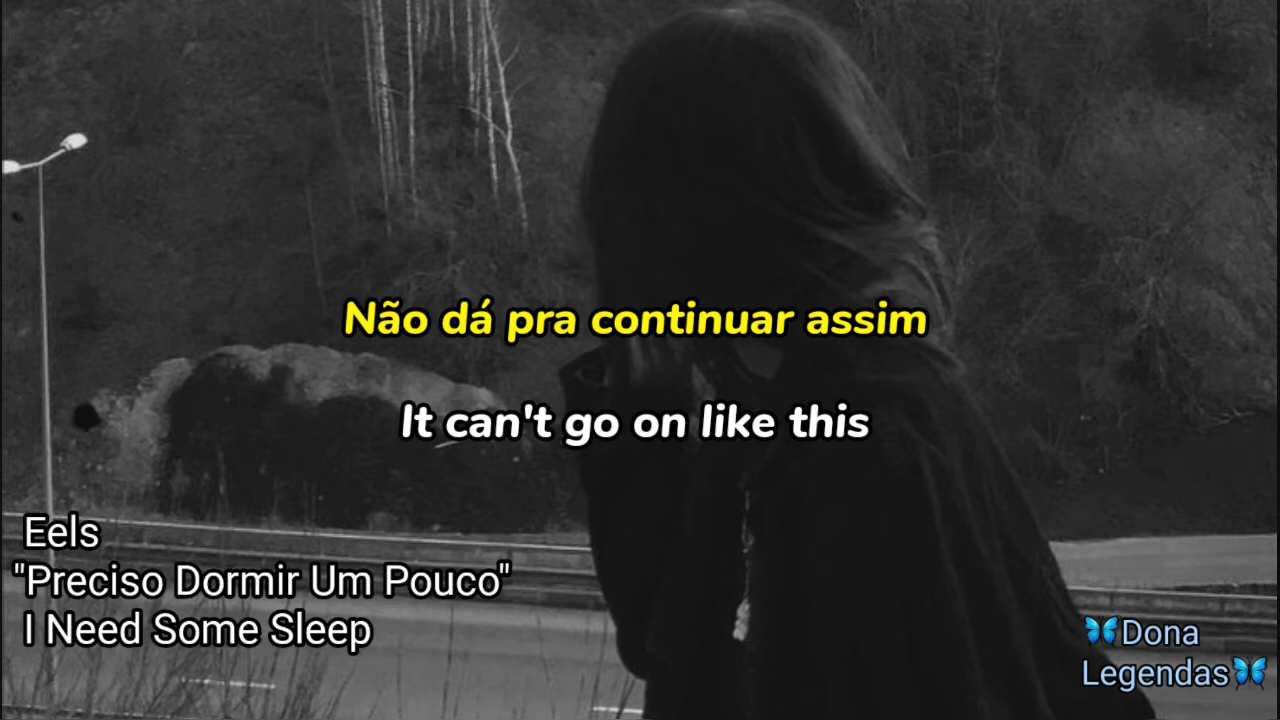 Não dá pra continuar assim
It can't go on like this
Eels
"Preciso Dormir Um Pouco"
I Need Some Sleep
🦋Dona
Legendas🦋